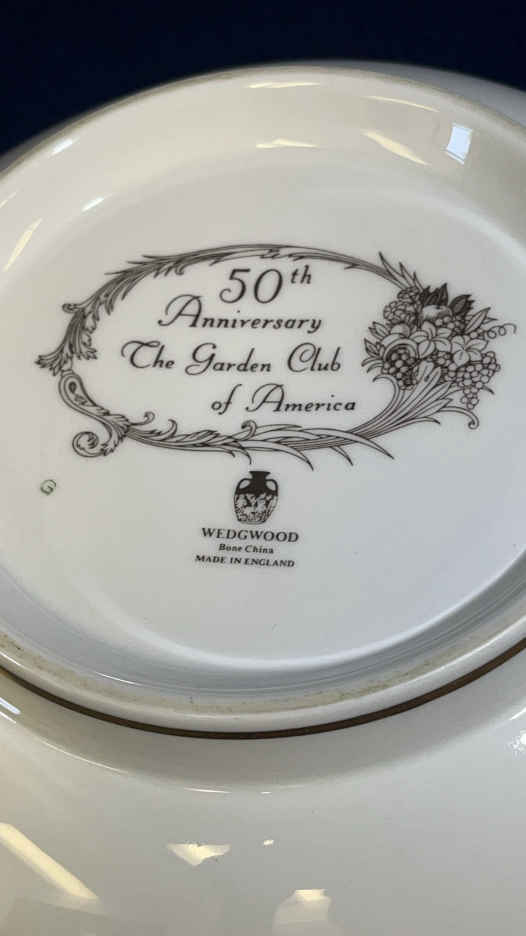 50th
Anniversary
The Garden Club
of America
G
WEDGWOOD
Bone China
MADE IN ENGLAND